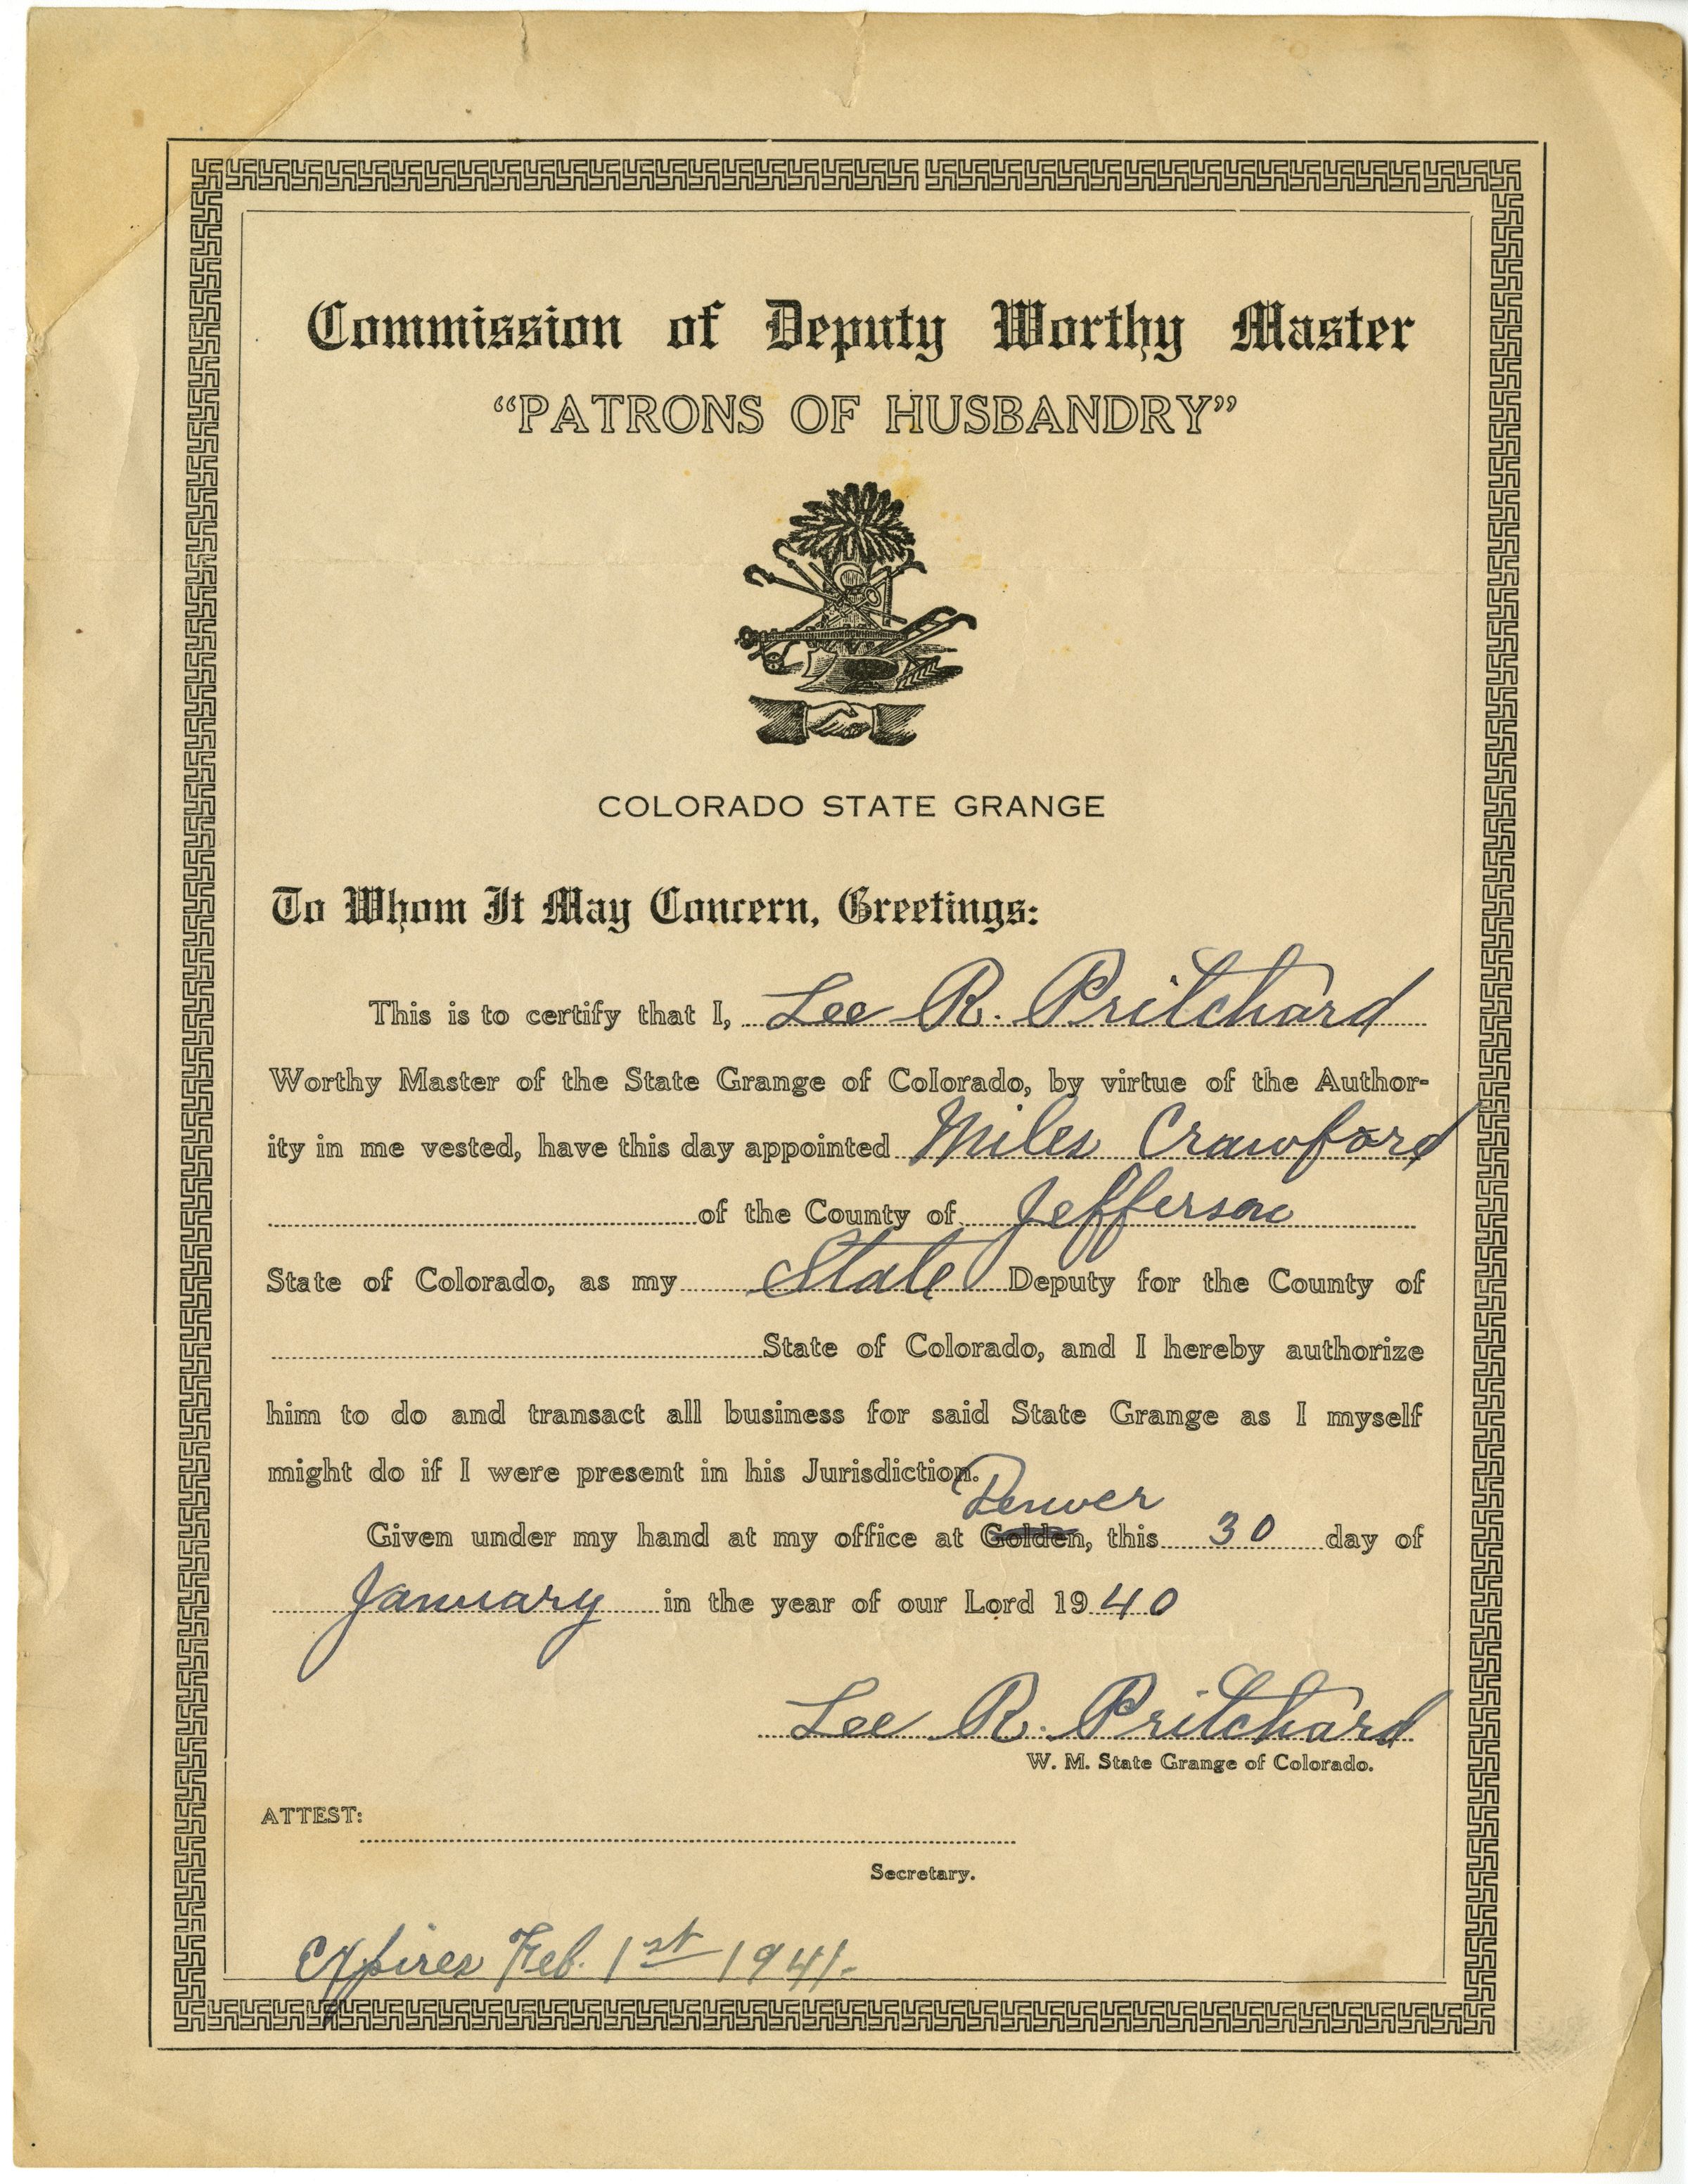 Commission of Deputy Worthy Master
“PATRONS OF HUSBANDRY”
COLORADO STATE GRANGE
To Whom It May Concern, Greetings:
This is to certify that I, Lee R. Pritchard
Worthy Master of the State Grange of Colorado, by virtue of the Author-
ity in me vested, have this day appointed Miles Crawford
of the County of Jefferson
State of Colorado, as my State Deputy for the County of
State of Colorado, and I hereby authorize
him to do and transact all business for said State Grange as I myself
might do if I were present in his Jurisdiction.
Denver
Given under my hand at my office at Golden, this 30 day of
January in the year of our Lord 1940
Lee R. Pritchard
W. M. State Grange of Colorado.
ATTEST:
Secretary.
Expires Feb. 1st 1941.